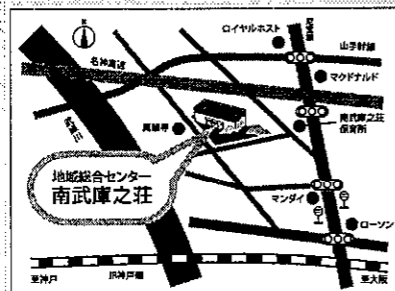 N
ロイヤルホスト
山手幹線
名神高速
マクドナルド
武庫川
南武庫之荘
保育所
地域総合センター
南武庫之荘
マンダイ
ローソン
至神戸
JR神戸線
至大阪